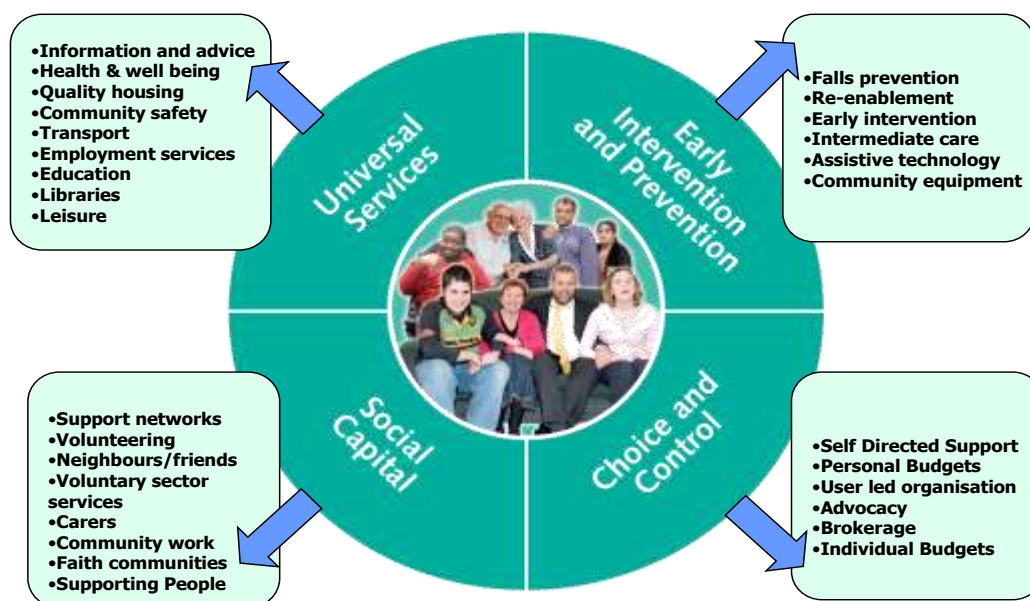 •Information and advice
•Health & well being
•Quality housing
•Community safety
•Transport
•Employment services
•Education
•Libraries
•Leisure
Universal
Services
Early
Intervention
and Prevention
•Falls prevention
•Re-enablement
•Early intervention
•Intermediate care
•Assistive technology
•Community equipment
•Support networks
•Volunteering
•Neighbours/friends
•Voluntary sector
services
•Carers
•Community work
•Faith communities
•Supporting People
Social
Capital
Choice and
Control
•Self Directed Support
•Personal Budgets
•User led organisation
•Advocacy
•Brokerage
•Individual Budgets